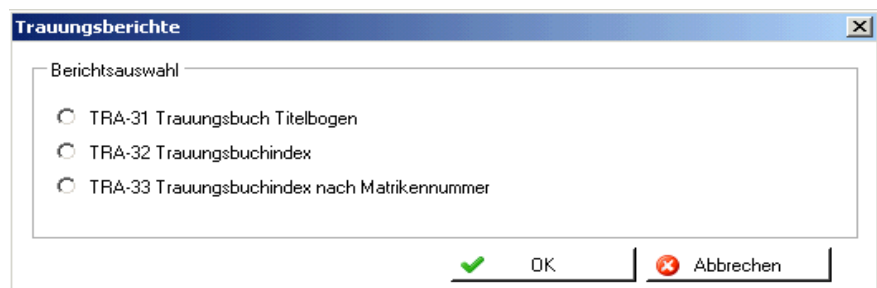 Trauungsberichte
Berichtsauswahl
TRA-31 Trauungsbuch Titelbogen
TRA-32 Trauungsbuchindex
TRA-33 Trauungsbuchindex nach Matrikennummer
OK Abbrechen